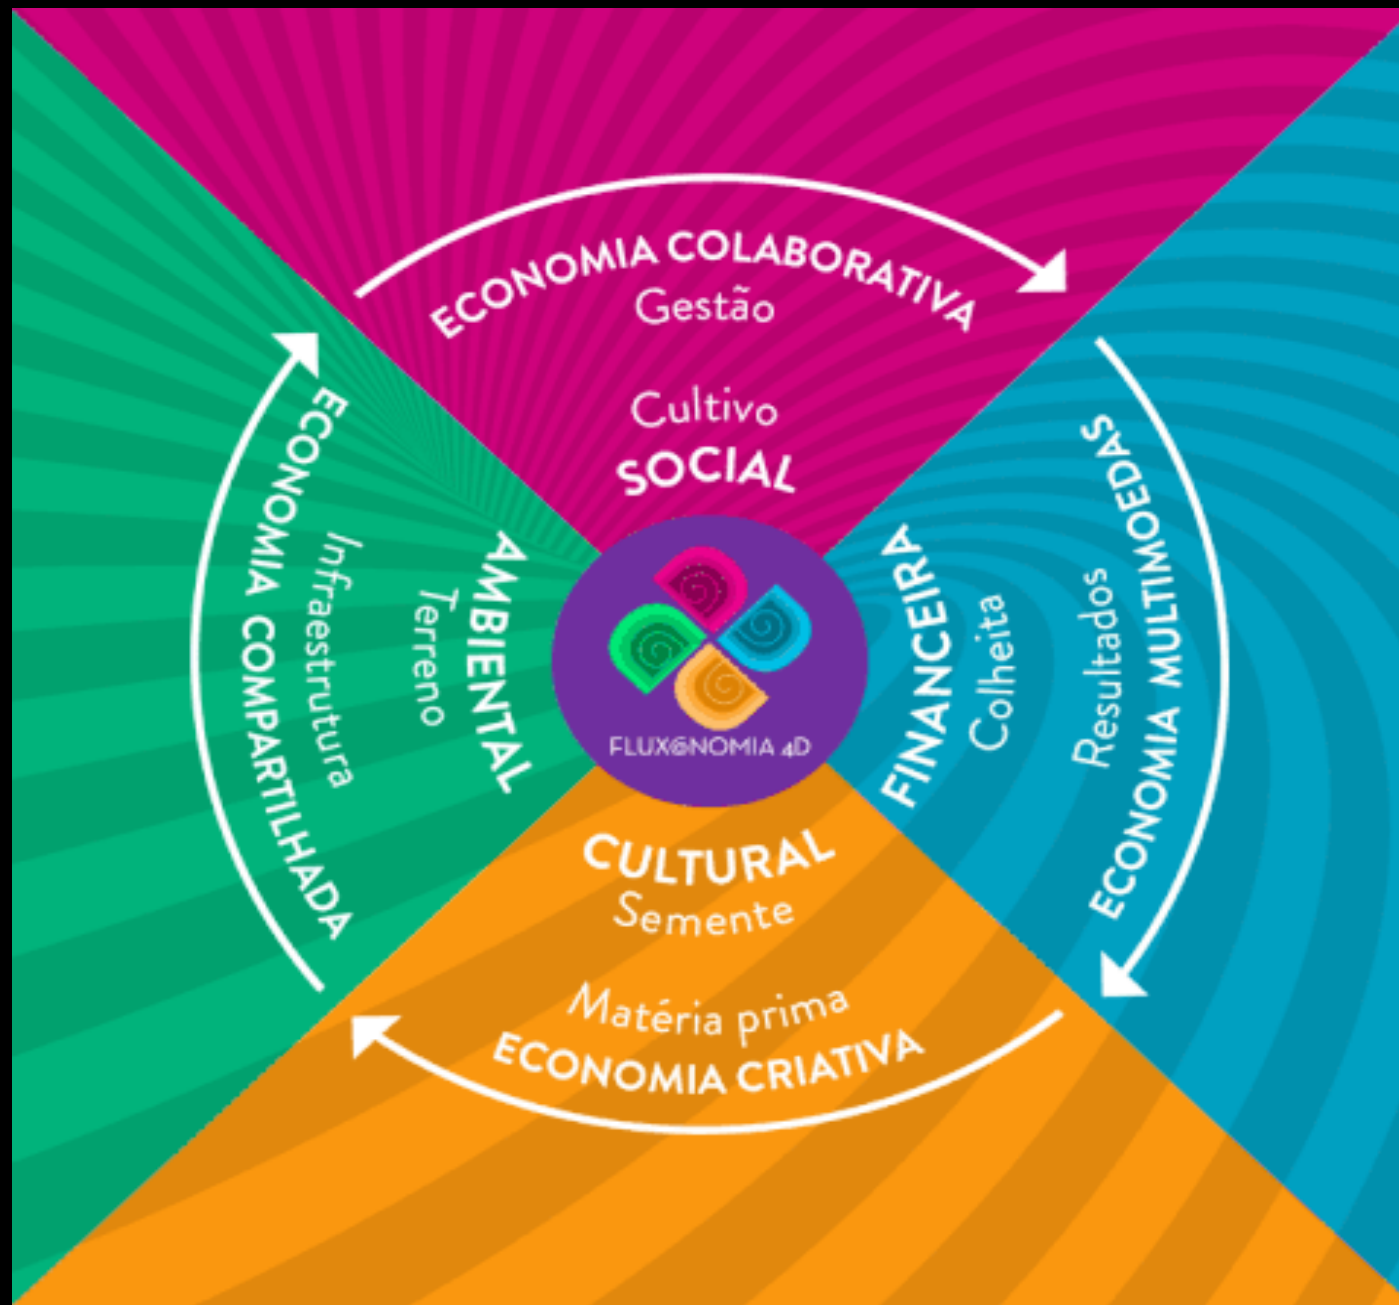 ECONOMIA COLABORATIVA
Gestão
Cultivo
SOCIAL
ECONOMIA MULTIMOEDAS
Resultados
Colheita
FINANCEIRA
CULTURAL
Semente
Matéria prima
ECONOMIA CRIATIVA
ECONOMIA COMPARTILHADA
Infraestrutura
Terreno
AMBIENTAL
FLUXONOMIA 4D